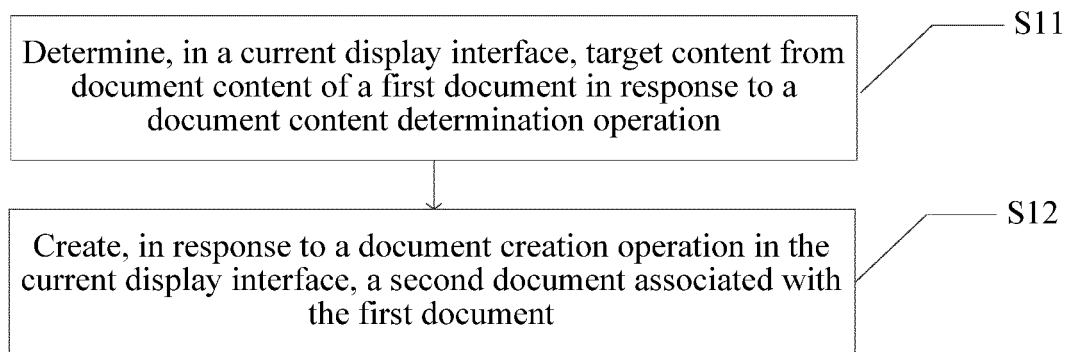 S11
Determine, in a current display interface, target content from
document content of a first document in response to a
document content determination operation
S12
Create, in response to a document creation operation in the
current display interface, a second document associated with
the first document